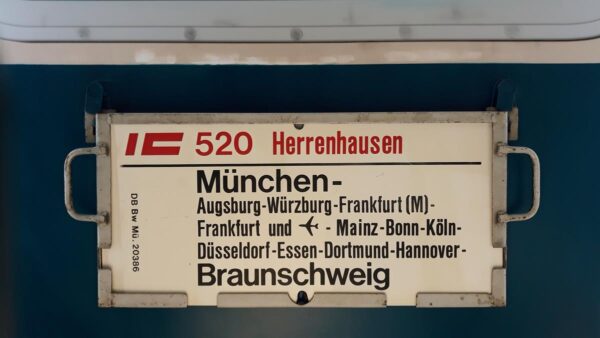 IC 520 Herrenhausen
München-
Augsburg-Würzburg-Frankfurt(M)-
Frankfurt und ✈ - Mainz-Bonn-Köln-
Düsseldorf-Essen-Dortmund-Hannover-
Braunschweig
DB Bw Mü. 20386